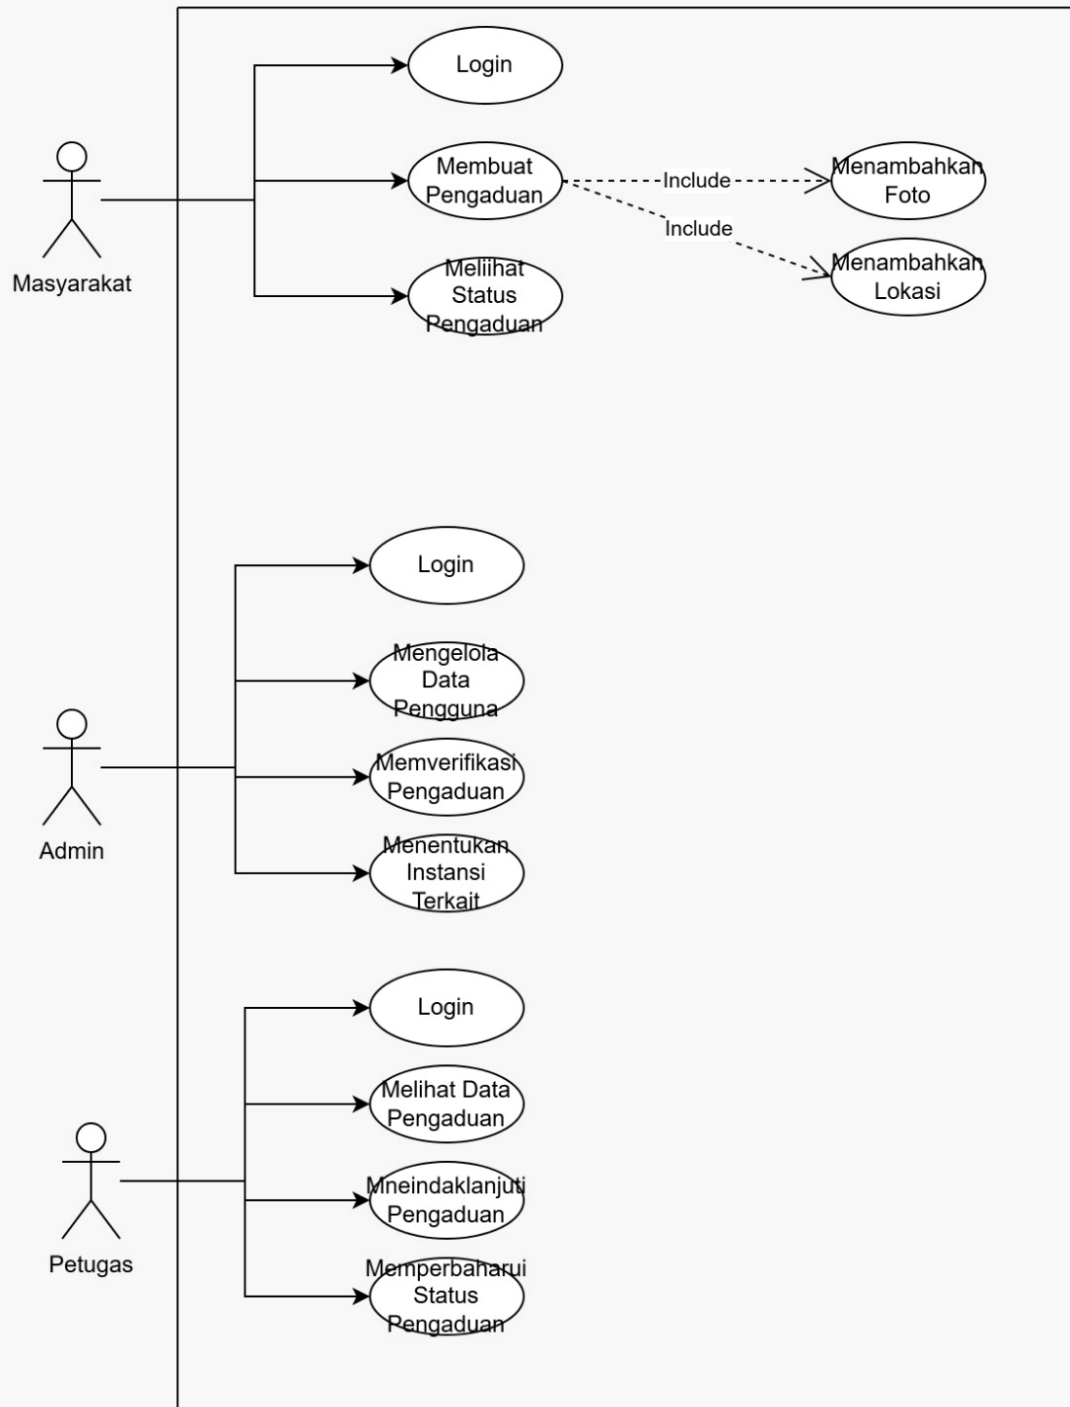 Login
Membuat
Pengaduan
Include
Menambahkan
Foto
Include
Menambahkan
Lokasi
Meliihat
Status
Pengaduan
Masyarakat
Login
Mengelola
Data
Pengguna
Memverifikasi
Pengaduan
Menentukan
Instansi
Terkait
Admin
Login
Melihat Data
Pengaduan
Mneindaklanjuti
Pengaduan
Memperbaharui
Status
Pengaduan
Petugas